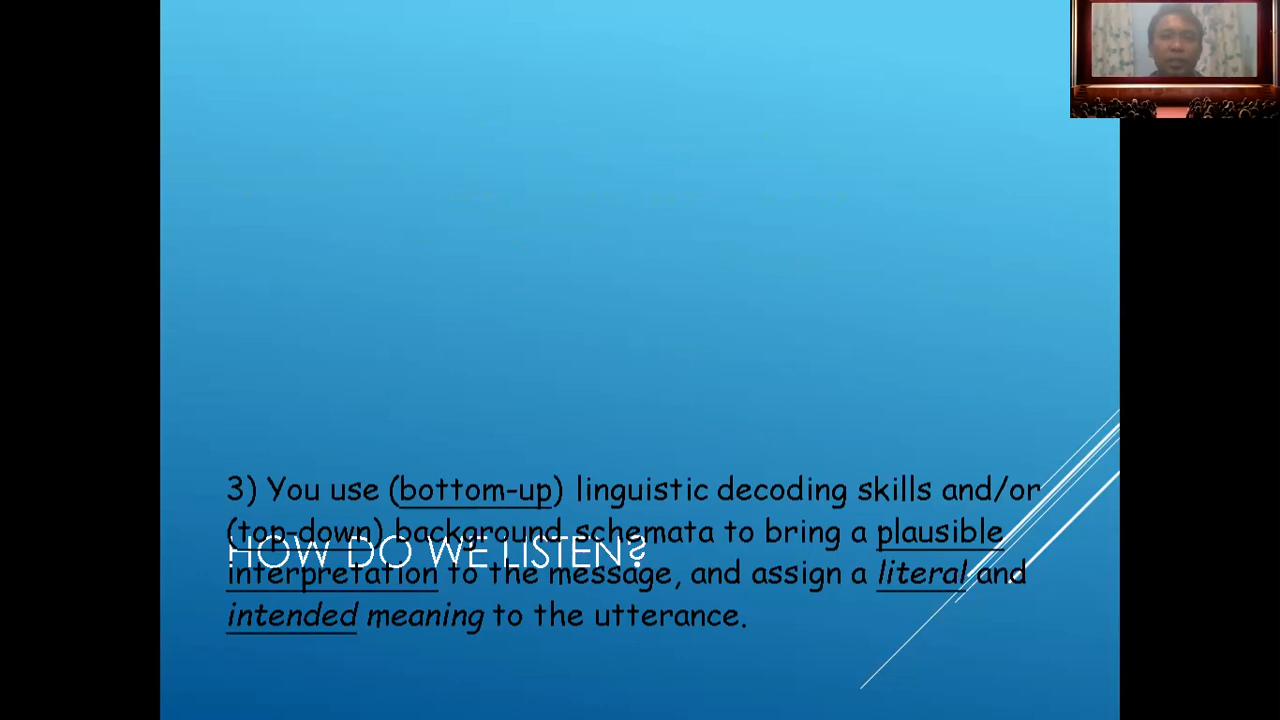 3) You use (bottom-up) linguistic decoding skills and/or
(top-down) background schemata to bring a plausible
HOW DO WE LISTEN?
interpretation to the message, and assign a literal and
intended meaning to the utterance.